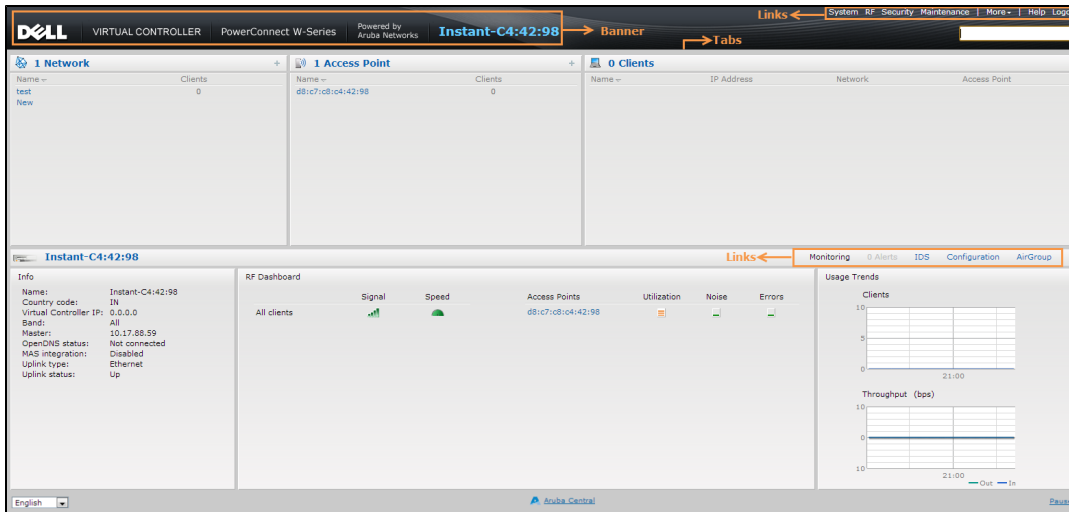 Links System RF Security Maintenance | More | Help Logo
DELL VIRTUAL CONTROLLER PowerConnect W-Series Powered by Aruba Networks Instant-C4:42:98 Banner
Tabs
1 Network + 1 Access Point + 0 Clients
Name Clients Name Clients Name IP Address Network Access Point
test 0 d8:c7:c8:c4:42:98 0
New
Instant-C4:42:98 Links Monitoring 0 Alerts IDS Configuration AirGroup
Info
Name: Instant-C4:42:98
Country code: IN
Virtual Controller IP: 0.0.0.0
Band: All
Master: 10.17.88.59
OpenDNS status: Not connected
MAS integration: Disabled
Uplink type: Ethernet
Uplink status: Up
RF Dashboard
Signal Speed Access Points Utilization Noise Errors
All clients d8:c7:c8:c4:42:98
Usage Trends
Clients
10
5
0
21:00
Throughput (bps)
10
0
10
21:00
Out In
English Aruba Central Pause